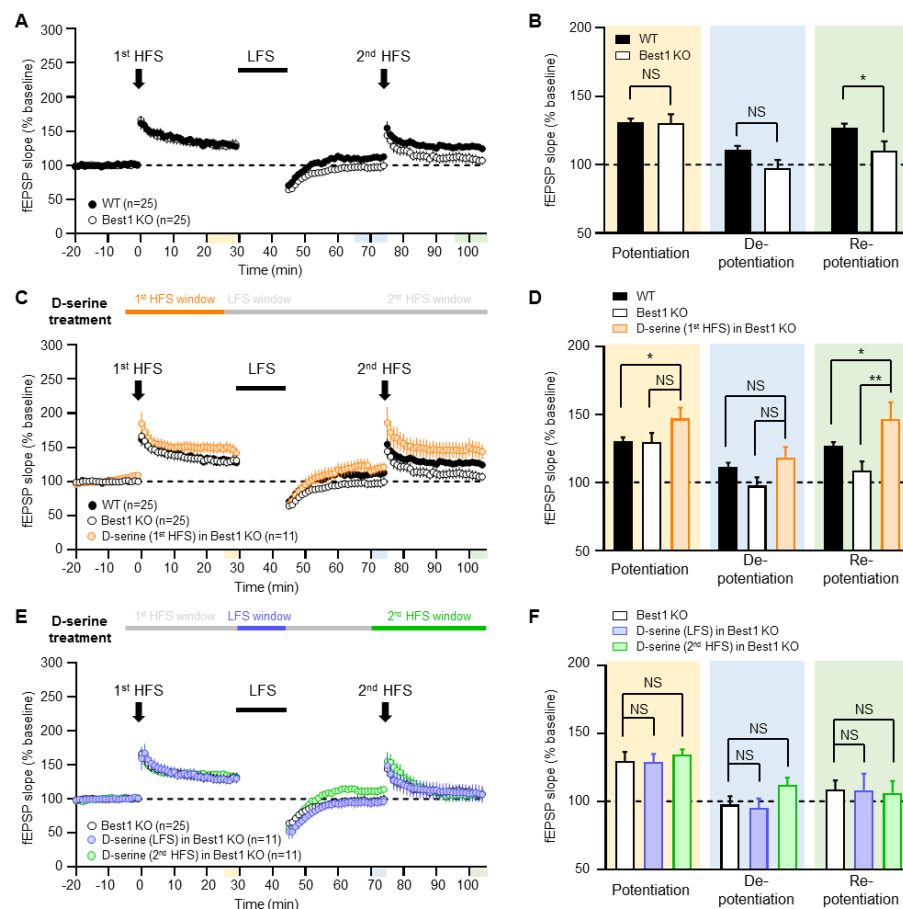 A
fEPSP slope (% baseline)
300
250
200
150
100
50
0
1st HFS
LFS
2nd HFS
WT (n=25)
Best1 KO (n=25)
-20 -10 0 10 20 30 40 50 60 70 80 90 100
Time (min)
B
fEPSP slope (% baseline)
200
150
100
50
WT
Best1 KO
NS
NS
*
Potentiation
De-
potentiation
Re-
potentiation
C
D-serine
treatment
1st HFS window
LFS window
2nd HFS window
fEPSP slope (% baseline)
300
250
200
150
100
50
0
1st HFS
LFS
2nd HFS
WT (n=25)
Best1 KO (n=25)
D-serine (1st HFS) in Best1 KO (n=11)
-20 -10 0 10 20 30 40 50 60 70 80 90 100
Time (min)
D
WT
Best1 KO
D-serine (1st HFS) in Best1 KO
fEPSP slope (% baseline)
200
150
100
50
*
NS
NS
NS
*
**
Potentiation
De-
potentiation
Re-
potentiation
E
D-serine
treatment
1st HFS window
LFS window
2nd HFS window
fEPSP slope (% baseline)
300
250
200
150
100
50
0
1st HFS
LFS
2nd HFS
Best1 KO (n=25)
D-serine (LFS) in Best1 KO (n=11)
D-serine (2nd HFS) in Best1 KO (n=11)
-20 -10 0 10 20 30 40 50 60 70 80 90 100
Time (min)
F
Best1 KO
D-serine (LFS) in Best1 KO
D-serine (2nd HFS) in Best1 KO
fEPSP slope (% baseline)
200
150
100
50
NS
NS
NS
NS
NS
NS
Potentiation
De-
potentiation
Re-
potentiation